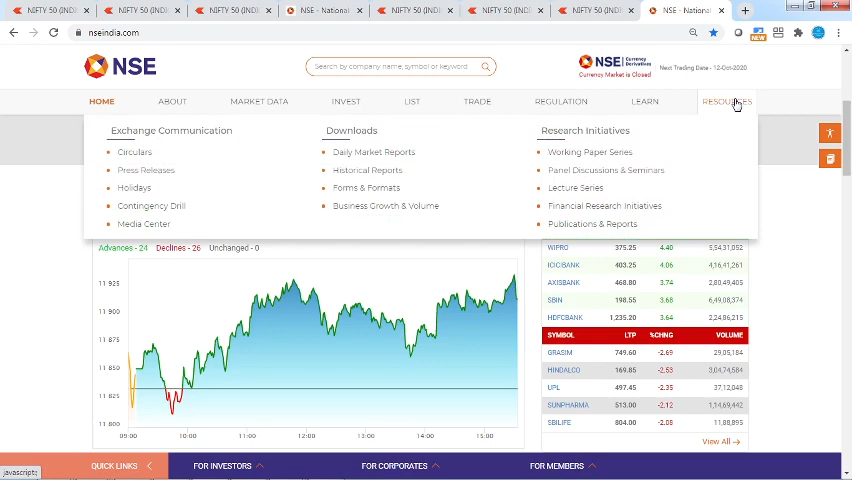 NIFTY 50 (INDI
NIFTY 50 (INDI
NIFTY 50 (INDI
NSE - National
NIFTY 50 (INDI
NIFTY 50 (INDI
NIFTY 50 (INDI
NSE - National
nseindia.com
NEW
NSE
Search by company name, symbol or keyword
NSE Currency Derivatives
Currency Market is Closed
Next Trading Date - 12-Oct-2020
HOME ABOUT MARKET DATA INVEST LIST TRADE REGULATION LEARN RESOURCES
Exchange Communication
Circulars
Press Releases
Holidays
Contingency Drill
Media Center
Downloads
Daily Market Reports
Historical Reports
Forms & Formats
Business Growth & Volume
Research Initiatives
Working Paper Series
Panel Discussions & Seminars
Lecture Series
Financial Research Initiatives
Publications & Reports
Advances - 24 Declines - 26 Unchanged - 0
11 925
11 900
11 875
11 850
11 825
11 800
09:00 10:00 11:00 12:00 13:00 14:00 15:00
WIPRO 375.25 4.40 5,54,31,052
ICICIBANK 403.25 4.06 4,16,41,261
AXISBANK 468.80 3.74 2,80,49,405
SBIN 198.55 3.68 6,49,08,374
HDFCBANK 1,235.20 3.64 2,24,86,215
SYMBOL LTP %CHNG VOLUME
GRASIM 749.60 -2.69 29,05,184
HINDALCO 169.85 -2.53 3,04,74,584
UPL 497.45 -2.35 37,12,048
SUNPHARMA 513.00 -2.12 1,14,69,442
SBILIFE 804.00 -2.08 11,88,895
View All →
QUICK LINKS FOR INVESTORS FOR CORPORATES FOR MEMBERS
javascript: